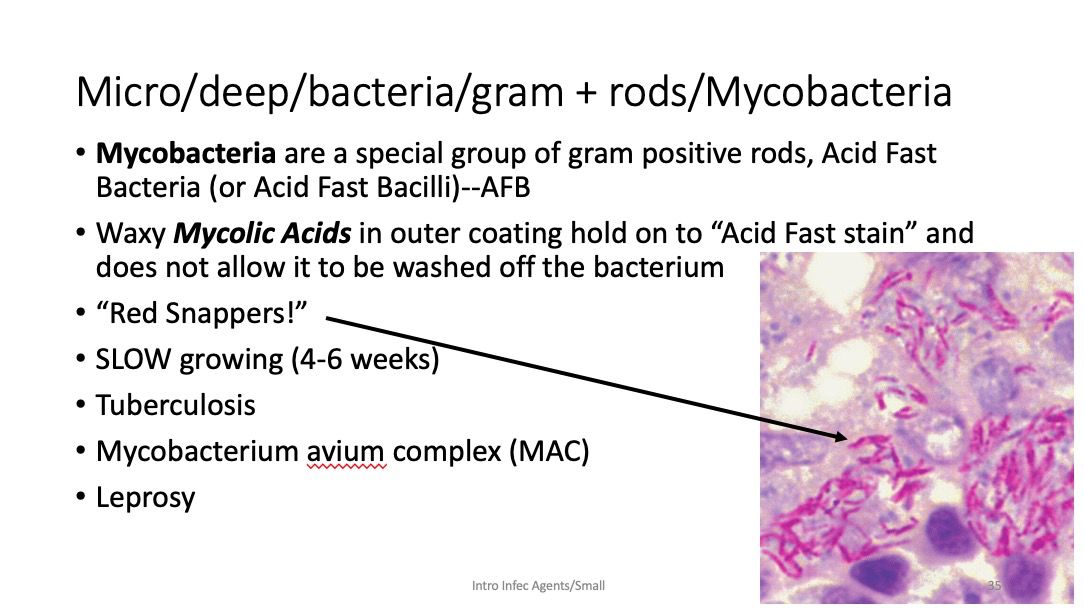 Micro/deep/bacteria/gram + rods/Mycobacteria
• Mycobacteria are a special group of gram positive rods, Acid Fast
Bacteria (or Acid Fast Bacilli)--AFB
• Waxy Mycolic Acids in outer coating hold on to “Acid Fast stain” and
does not allow it to be washed off the bacterium
• “Red Snappers!”
• SLOW growing (4-6 weeks)
• Tuberculosis
• Mycobacterium avium complex (MAC)
• Leprosy
Intro Infec Agents/Small
35